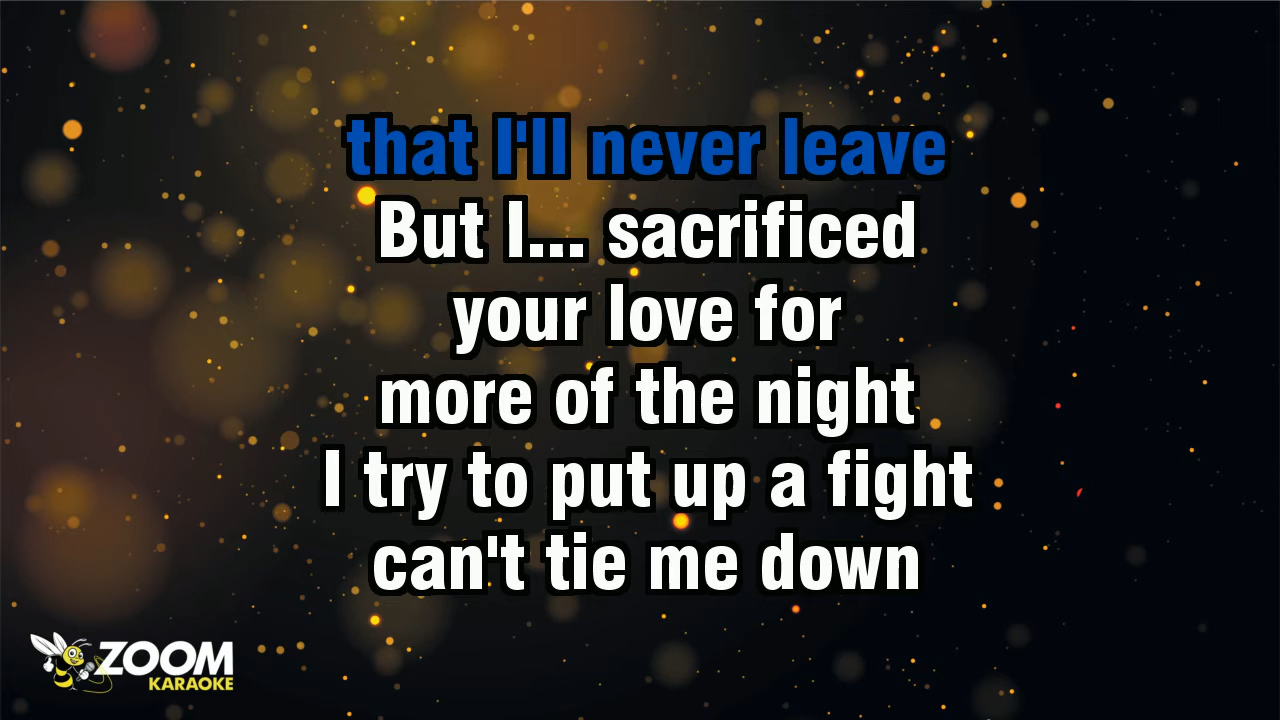 that I'll never leave
But I... sacrificed
your love for
more of the night
I try to put up a fight
can't tie me down
ZOOM
KARAOKE